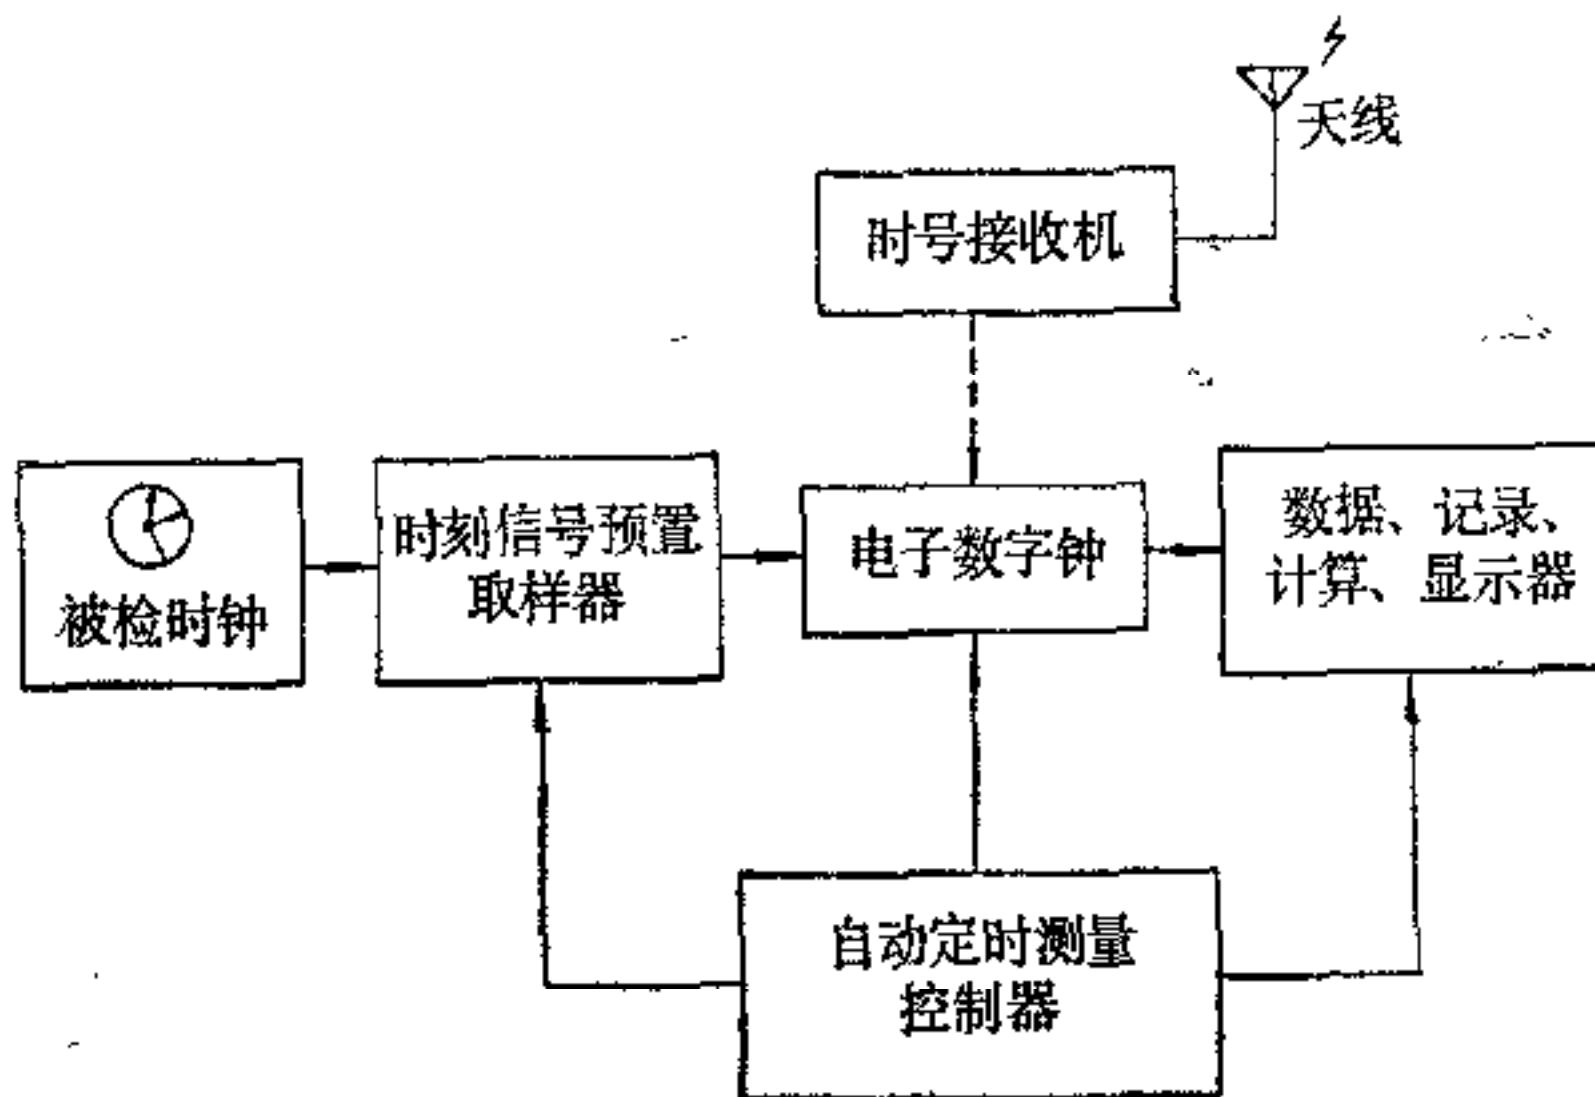 天线
时号接收机
被检时钟
时刻信号预置
取样器
电子数字钟
数据、记录、
计算、显示器
自动定时测量
控制器